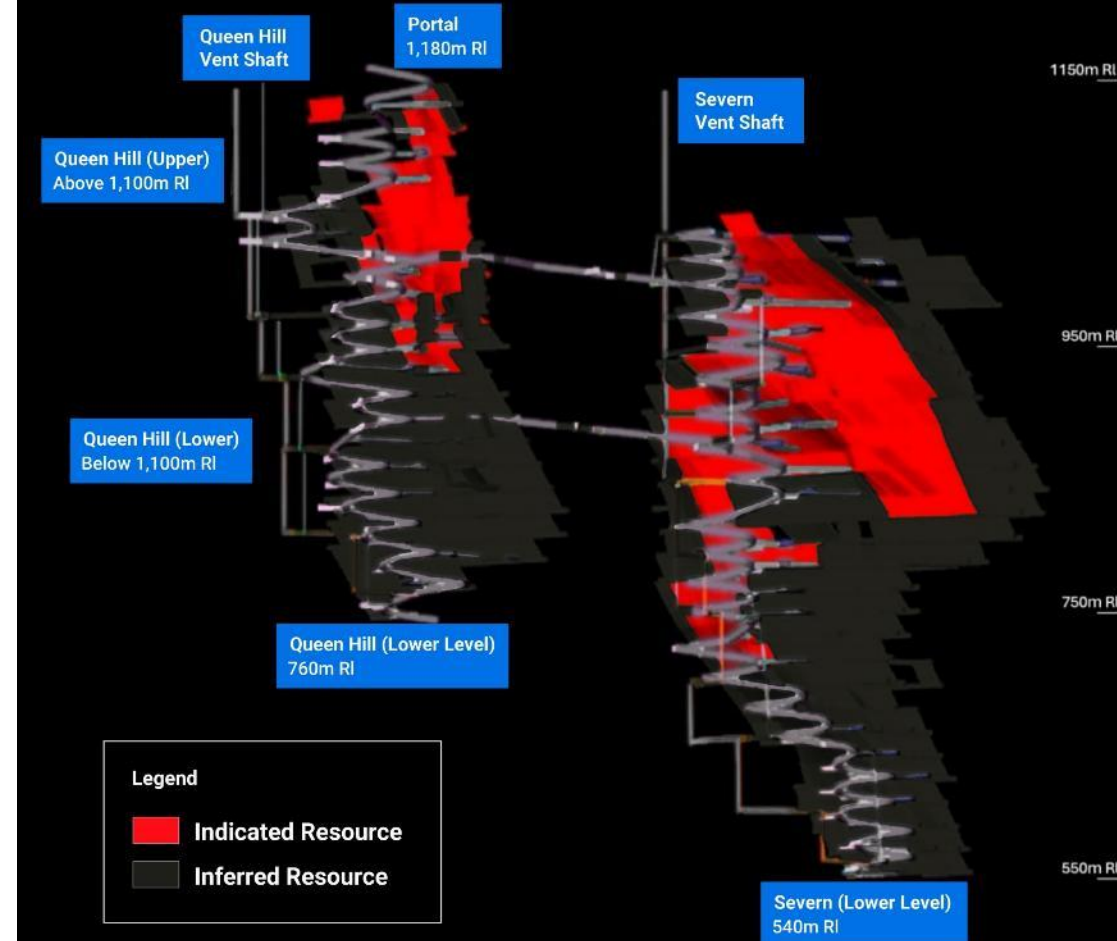 Queen Hill
Vent Shaft
Portal
1,180m Rl
1150m Rl
Severn
Vent Shaft
Queen Hill (Upper)
Above 1,100m Rl
950m Rl
Queen Hill (Lower)
Below 1,100m Rl
750m Rl
Queen Hill (Lower Level)
760m Rl
Legend
Indicated Resource
Inferred Resource
550m Rl
Severn (Lower Level)
540m Rl